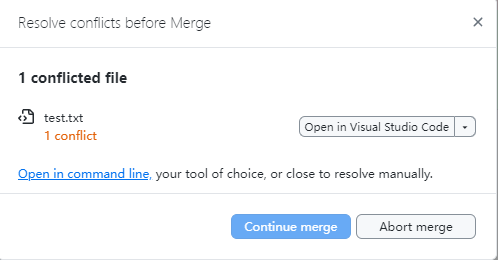 Resolve conflicts before Merge
1 conflicted file
test.txt
1 conflict
Open in Visual Studio Code
Open in command line, your tool of choice, or close to resolve manually.
Continue merge
Abort merge